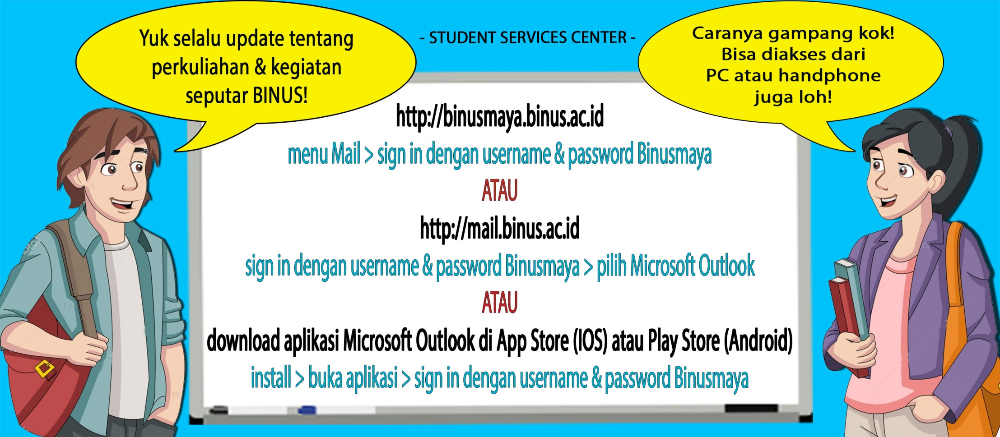 Yuk selalu update tentang
perkuliahan & kegiatan
seputar BINUS!
- STUDENT SERVICES CENTER -
Caranya gampang kok!
Bisa diakses dari
PC atau handphone
juga loh!
http://binusmaya.binus.ac.id
menu Mail > sign in dengan username & password Binusmaya
ATAU
http://mail.binus.ac.id
sign in dengan username & password Binusmaya > pilih Microsoft Outlook
ATAU
download aplikasi Microsoft Outlook di App Store (IOS) atau Play Store (Android)
install > buka aplikasi > sign in dengan username & password Binusmaya